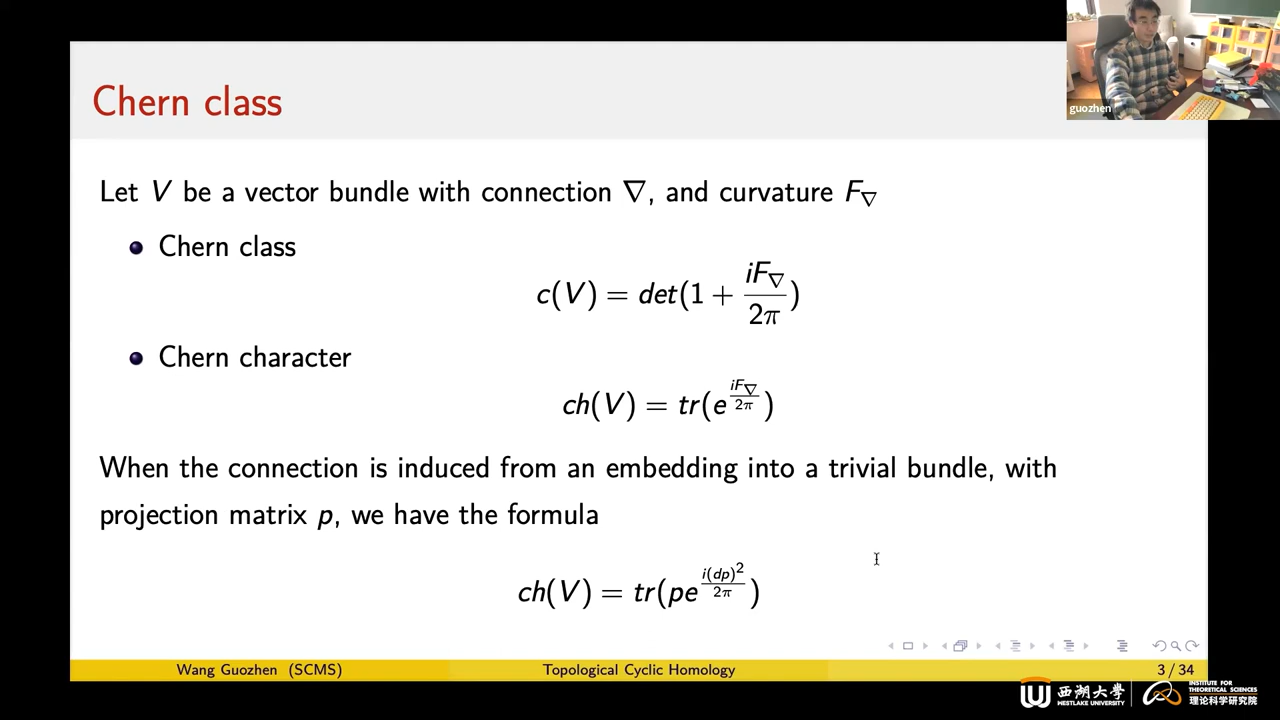 guozhen
Chern class
Let V be a vector bundle with connection ∇, and curvature F_∇
Chern class
c(V) = det(1 + iF_∇/2π)
Chern character
ch(V) = tr(e^{iF_∇/2π})
When the connection is induced from an embedding into a trivial bundle, with
projection matrix p, we have the formula
ch(V) = tr(pe^{i(dp)^2/2π})
Wang Guozhen (SCMS) Topological Cyclic Homology 3 / 34
西湖大學 WESTLAKE UNIVERSITY
INSTITUTE FOR THEORETICAL SCIENCES
理论科学研究院